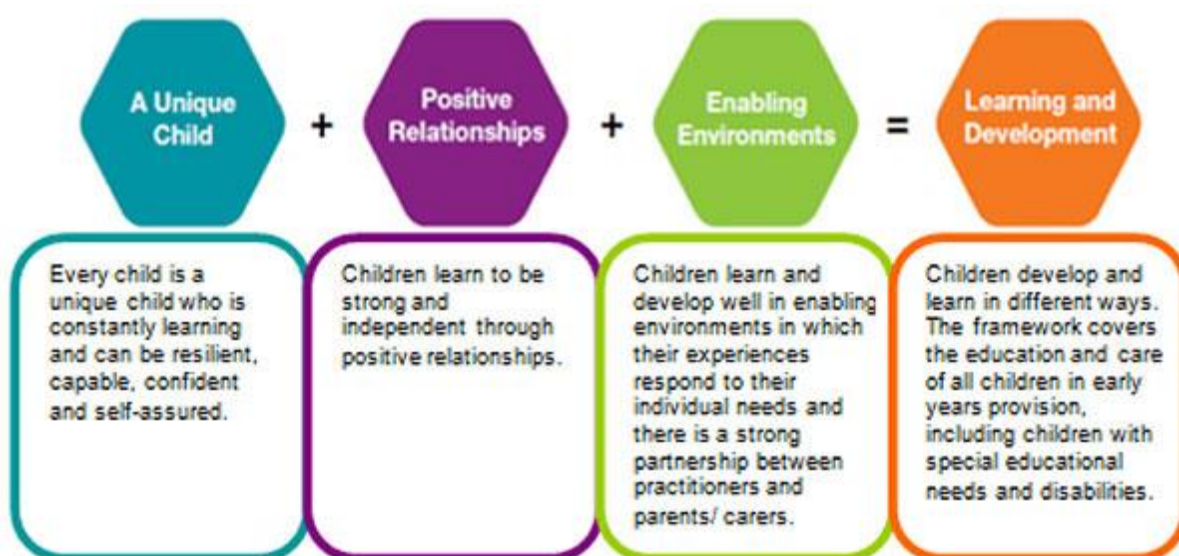 A Unique
Child
+
Positive
Relationships
+
Enabling
Environments
=
Learning and
Development
Every child is a
unique child who is
constantly learning
and can be resilient,
capable, confident
and self-assured.
Children learn to be
strong and
independent through
positive relationships.
Children learn and
develop well in enabling
environments in which
their experiences
respond to their
individual needs and
there is a strong
partnership between
practitioners and
parents/ carers.
Children develop and
learn in different ways.
The framework covers
the education and care
of all children in early
years provision,
including children with
special educational
needs and disabilities.